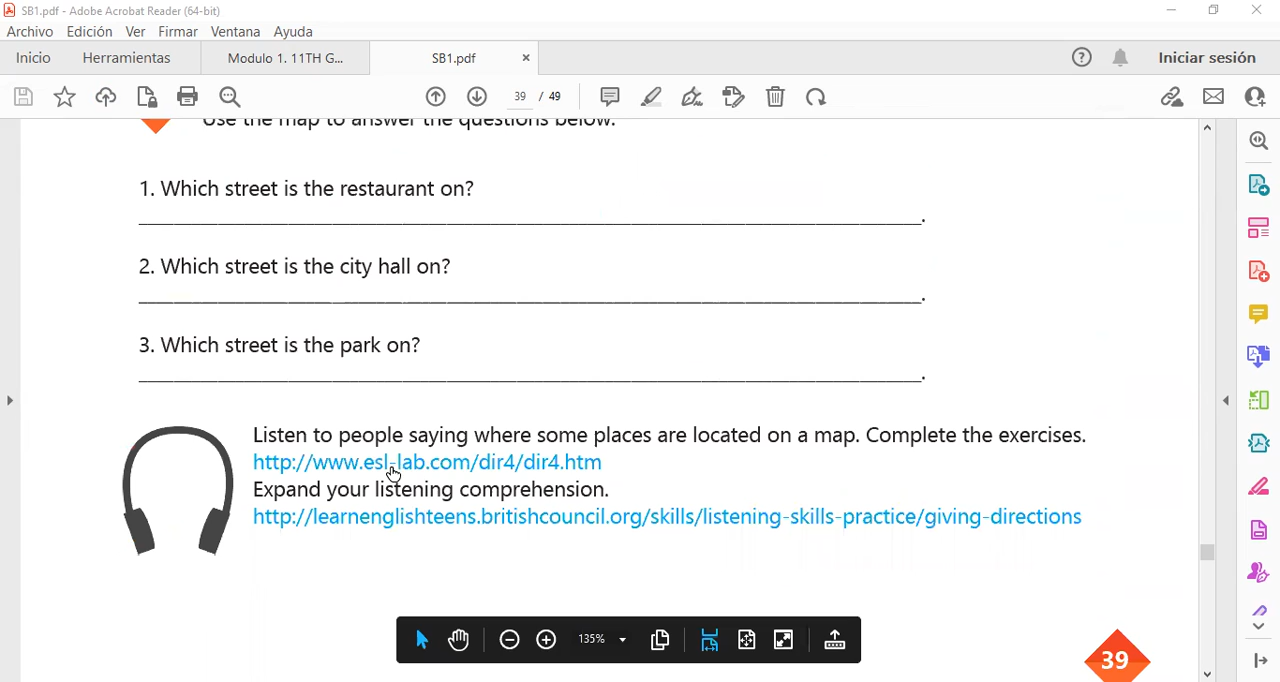 SB1.pdf - Adobe Acrobat Reader (64-bit)
Archivo Edición Ver Firmar Ventana Ayuda
Inicio Herramientas Modulo 1. 11TH G... SB1.pdf × Iniciar sesión
39 / 49
Use the map to answer the questions below.
1. Which street is the restaurant on?
.
2. Which street is the city hall on?
.
3. Which street is the park on?
.
Listen to people saying where some places are located on a map. Complete the exercises.
http://www.esl-lab.com/dir4/dir4.htm
Expand your listening comprehension.
http://learnenglishteens.britishcouncil.org/skills/listening-skills-practice/giving-directions
135%
39